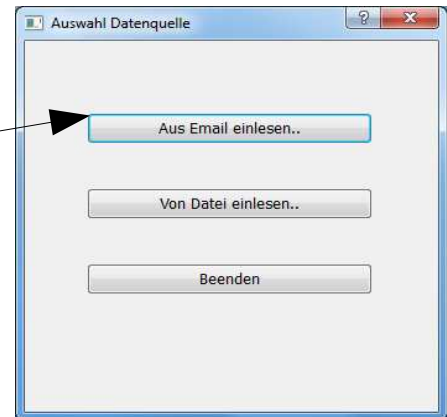 Auswahl Datenquelle
Aus Email einlesen..
Von Datei einlesen..
Beenden